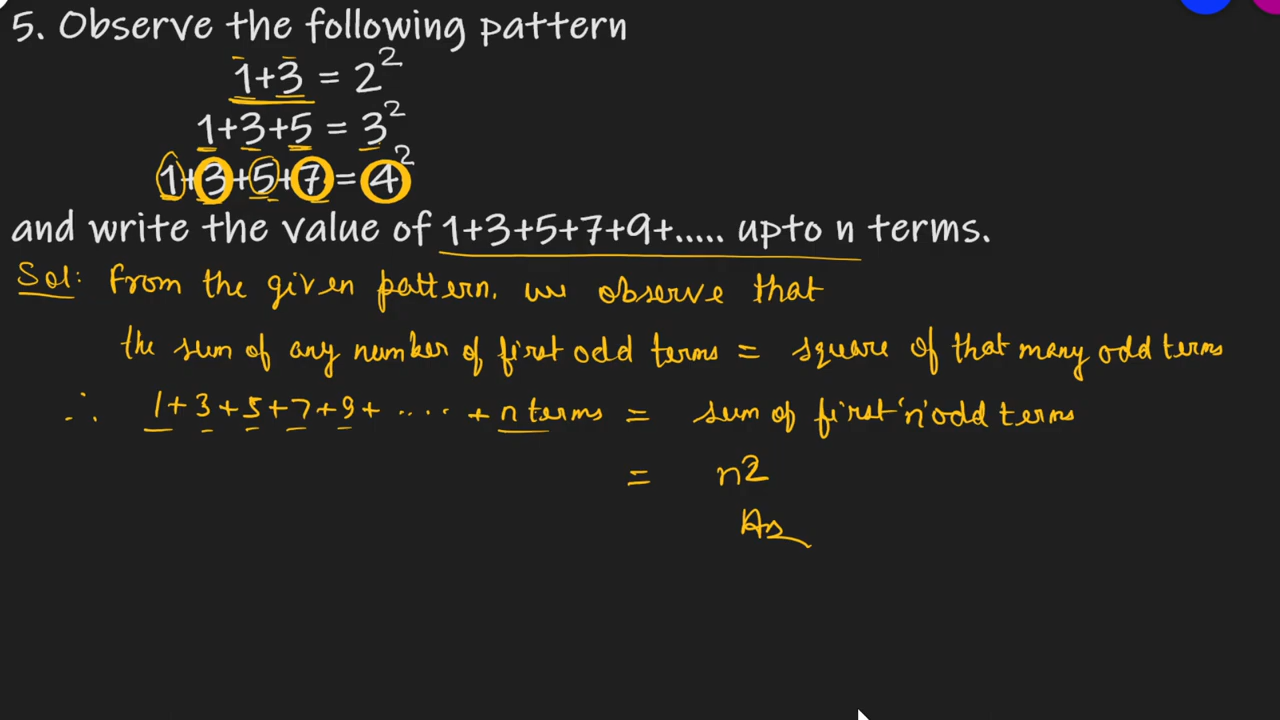 5. Observe the following pattern
1+3 = 2²
1+3+5 = 3²
1+3+5+7 = 4²
and write the value of 1+3+5+7+9+..... upto n terms.
Sol: From the given pattern, we observe that
the sum of any number of first odd terms = square of that many odd terms
∴ 1+3+5+7+9+ ..... + n terms = sum of first 'n' odd terms
= n2
As